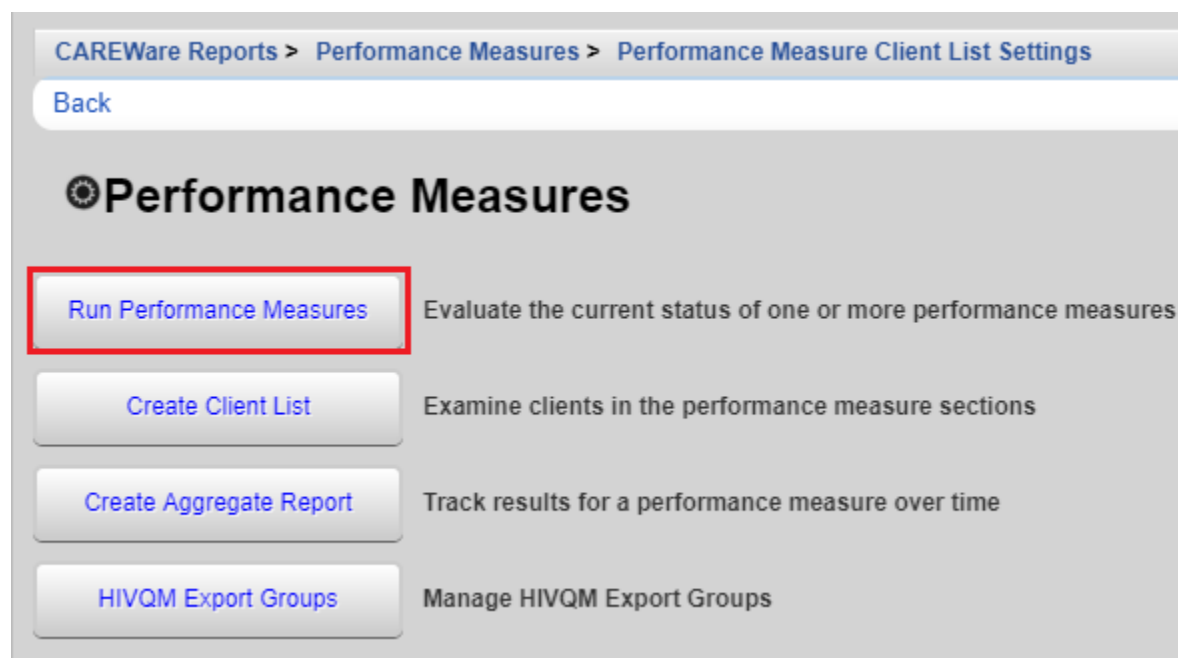 CAREWare Reports > Performance Measures > Performance Measure Client List Settings
Back
Performance Measures
Run Performance Measures Evaluate the current status of one or more performance measures
Create Client List Examine clients in the performance measure sections
Create Aggregate Report Track results for a performance measure over time
HIVQM Export Groups Manage HIVQM Export Groups